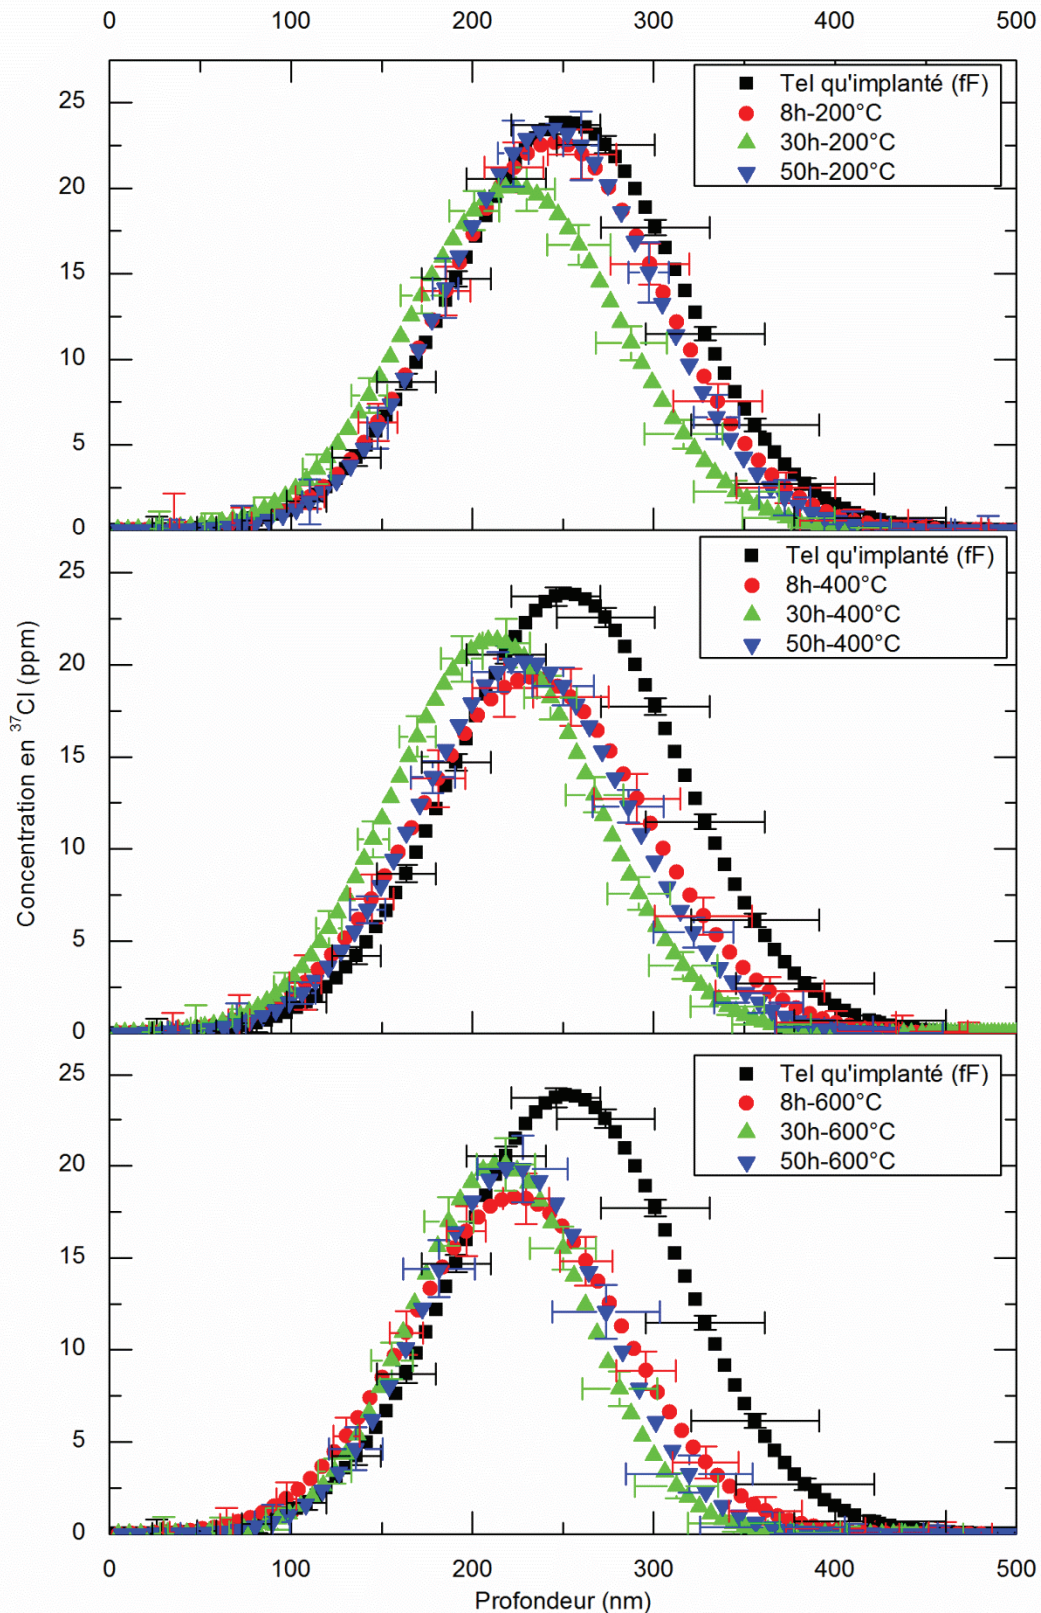 0 100 200 300 400 500
25
20
15
10
5
0
Tel qu'implanté (fF)
8h-200°C
30h-200°C
50h-200°C
25
20
15
10
5
0
Tel qu'implanté (fF)
8h-400°C
30h-400°C
50h-400°C
Concentration en ³⁷Cl (ppm)
25
20
15
10
5
0
Tel qu'implanté (fF)
8h-600°C
30h-600°C
50h-600°C
0 100 200 300 400 500
Profondeur (nm)